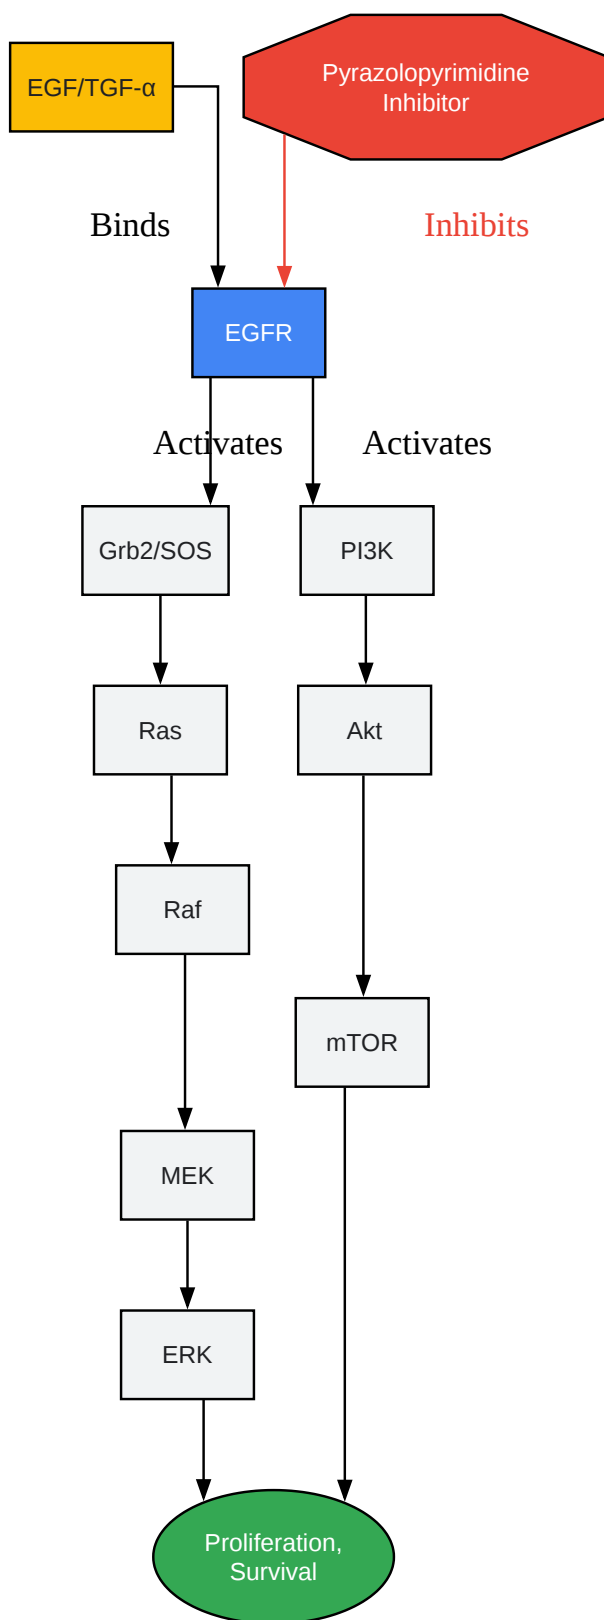 EGF/TGF-α
Pyrazolopyrimidine
Inhibitor
Binds
Inhibits
EGFR
Activates
Activates
Grb2/SOS
PI3K
Ras
Akt
Raf
mTOR
MEK
ERK
Proliferation,
Survival